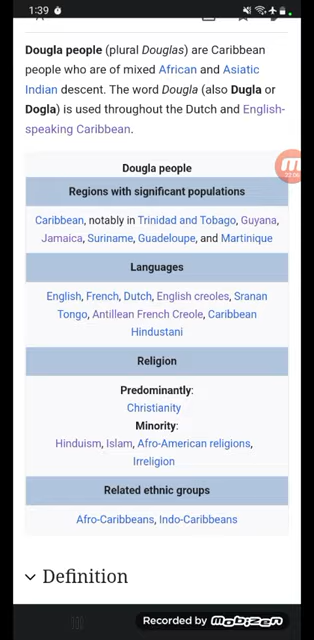 1:39
Dougla people (plural Douglas) are Caribbean
people who are of mixed African and Asiatic
Indian descent. The word Dougla (also Dugla or
Dogla) is used throughout the Dutch and English-
speaking Caribbean.
Dougla people
Regions with significant populations
Caribbean, notably in Trinidad and Tobago, Guyana,
Jamaica, Suriname, Guadeloupe, and Martinique
Languages
English, French, Dutch, English creoles, Sranan
Tongo, Antillean French Creole, Caribbean
Hindustani
Religion
Predominantly:
Christianity
Minority:
Hinduism, Islam, Afro-American religions,
Irreligion
Related ethnic groups
Afro-Caribbeans, Indo-Caribbeans
Definition
Recorded by Mobizen